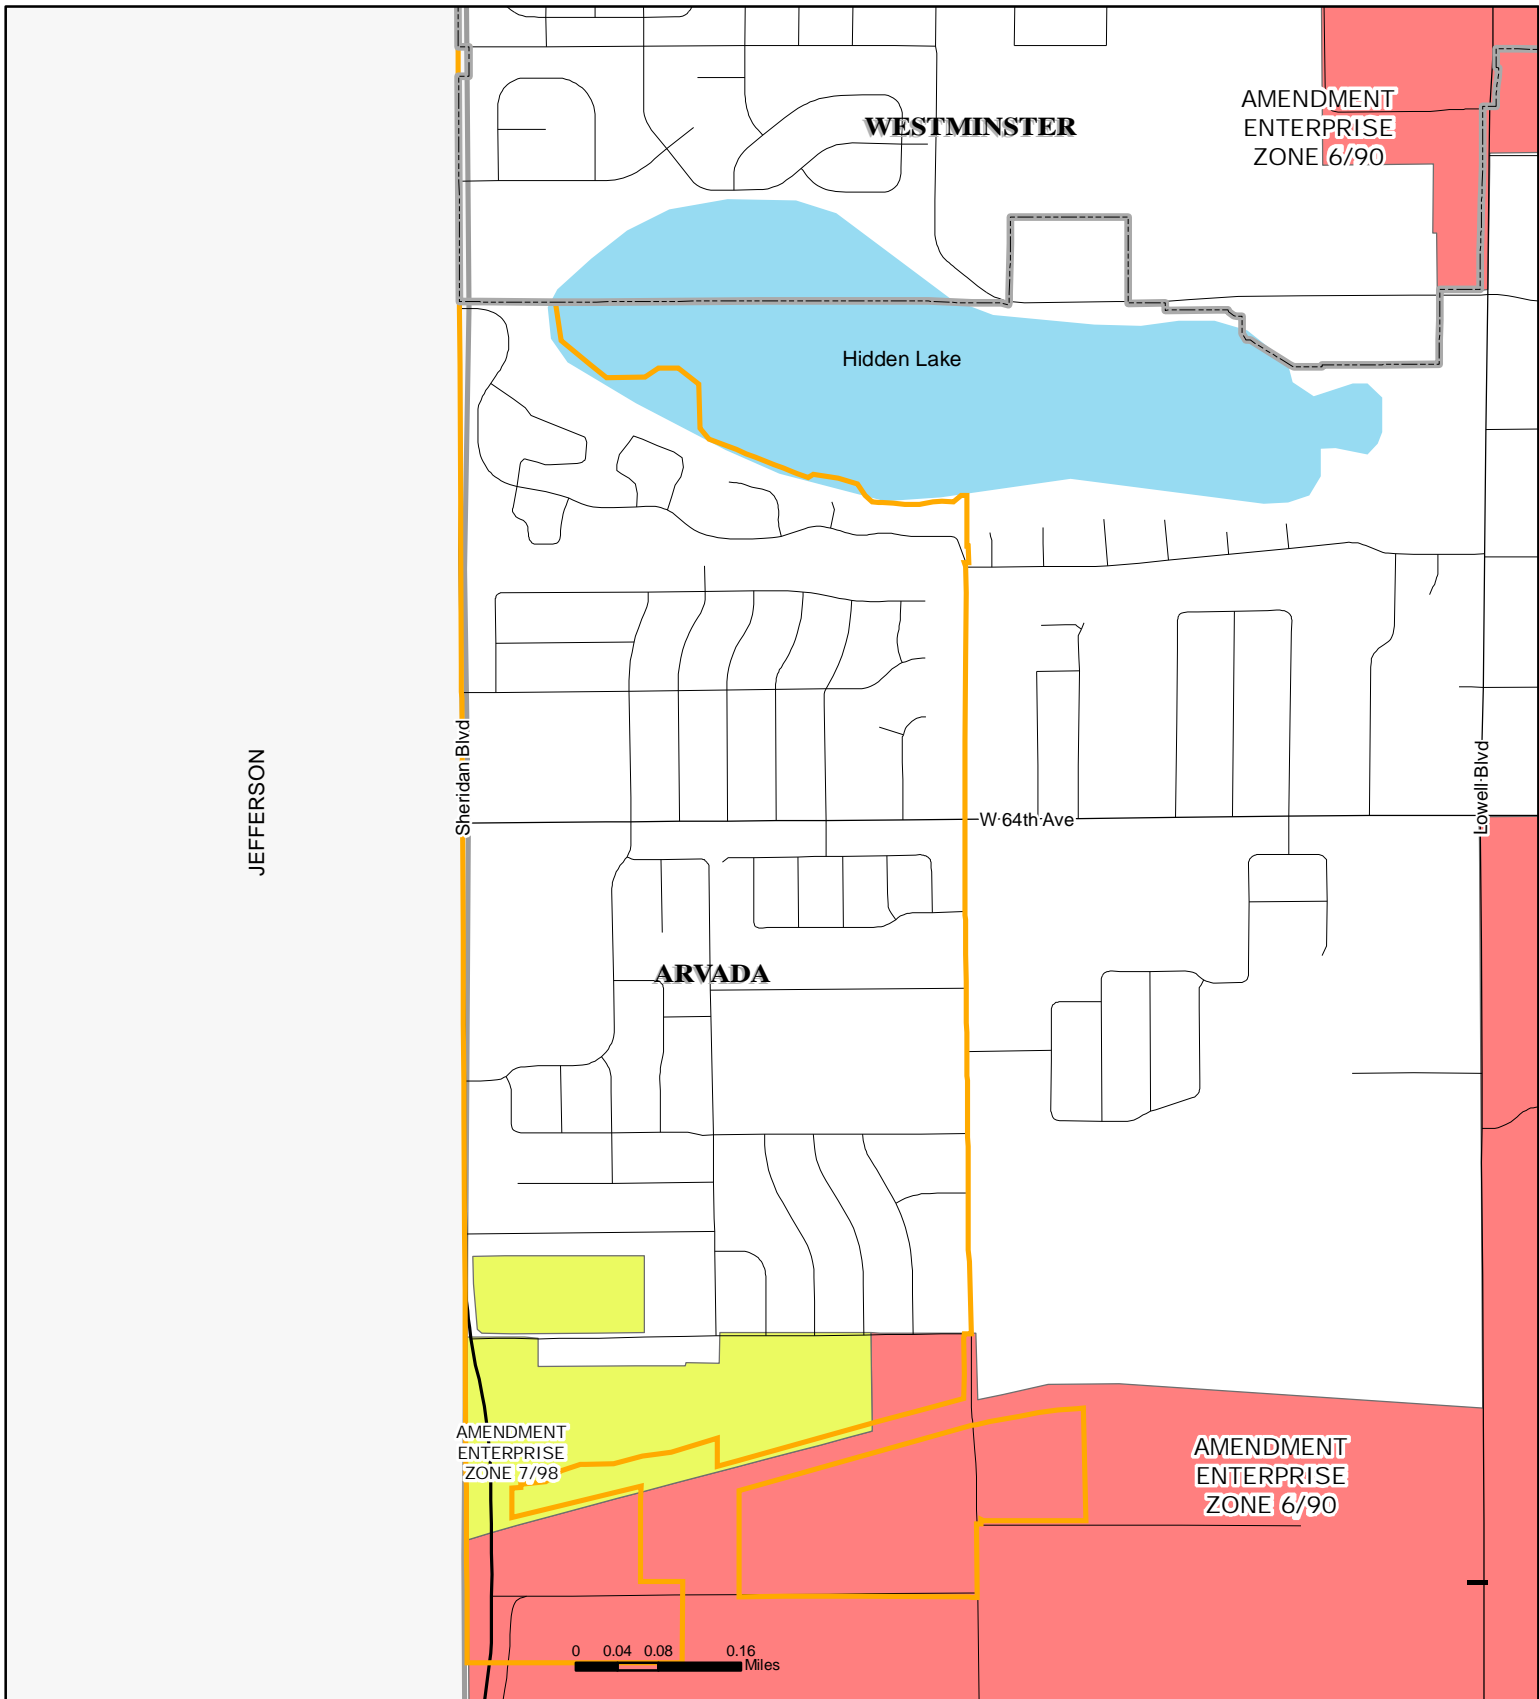 AMENDMENT
ENTERPRISE
ZONE 6/90
WESTMINSTER
Hidden Lake
JEFFERSON
Sheridan Blvd
Lowell Blvd
W 64th Ave
ARVADA
AMENDMENT
ENTERPRISE
ZONE 7/98
AMENDMENT
ENTERPRISE
ZONE 6/90
0 0.04 0.08 0.16
Miles